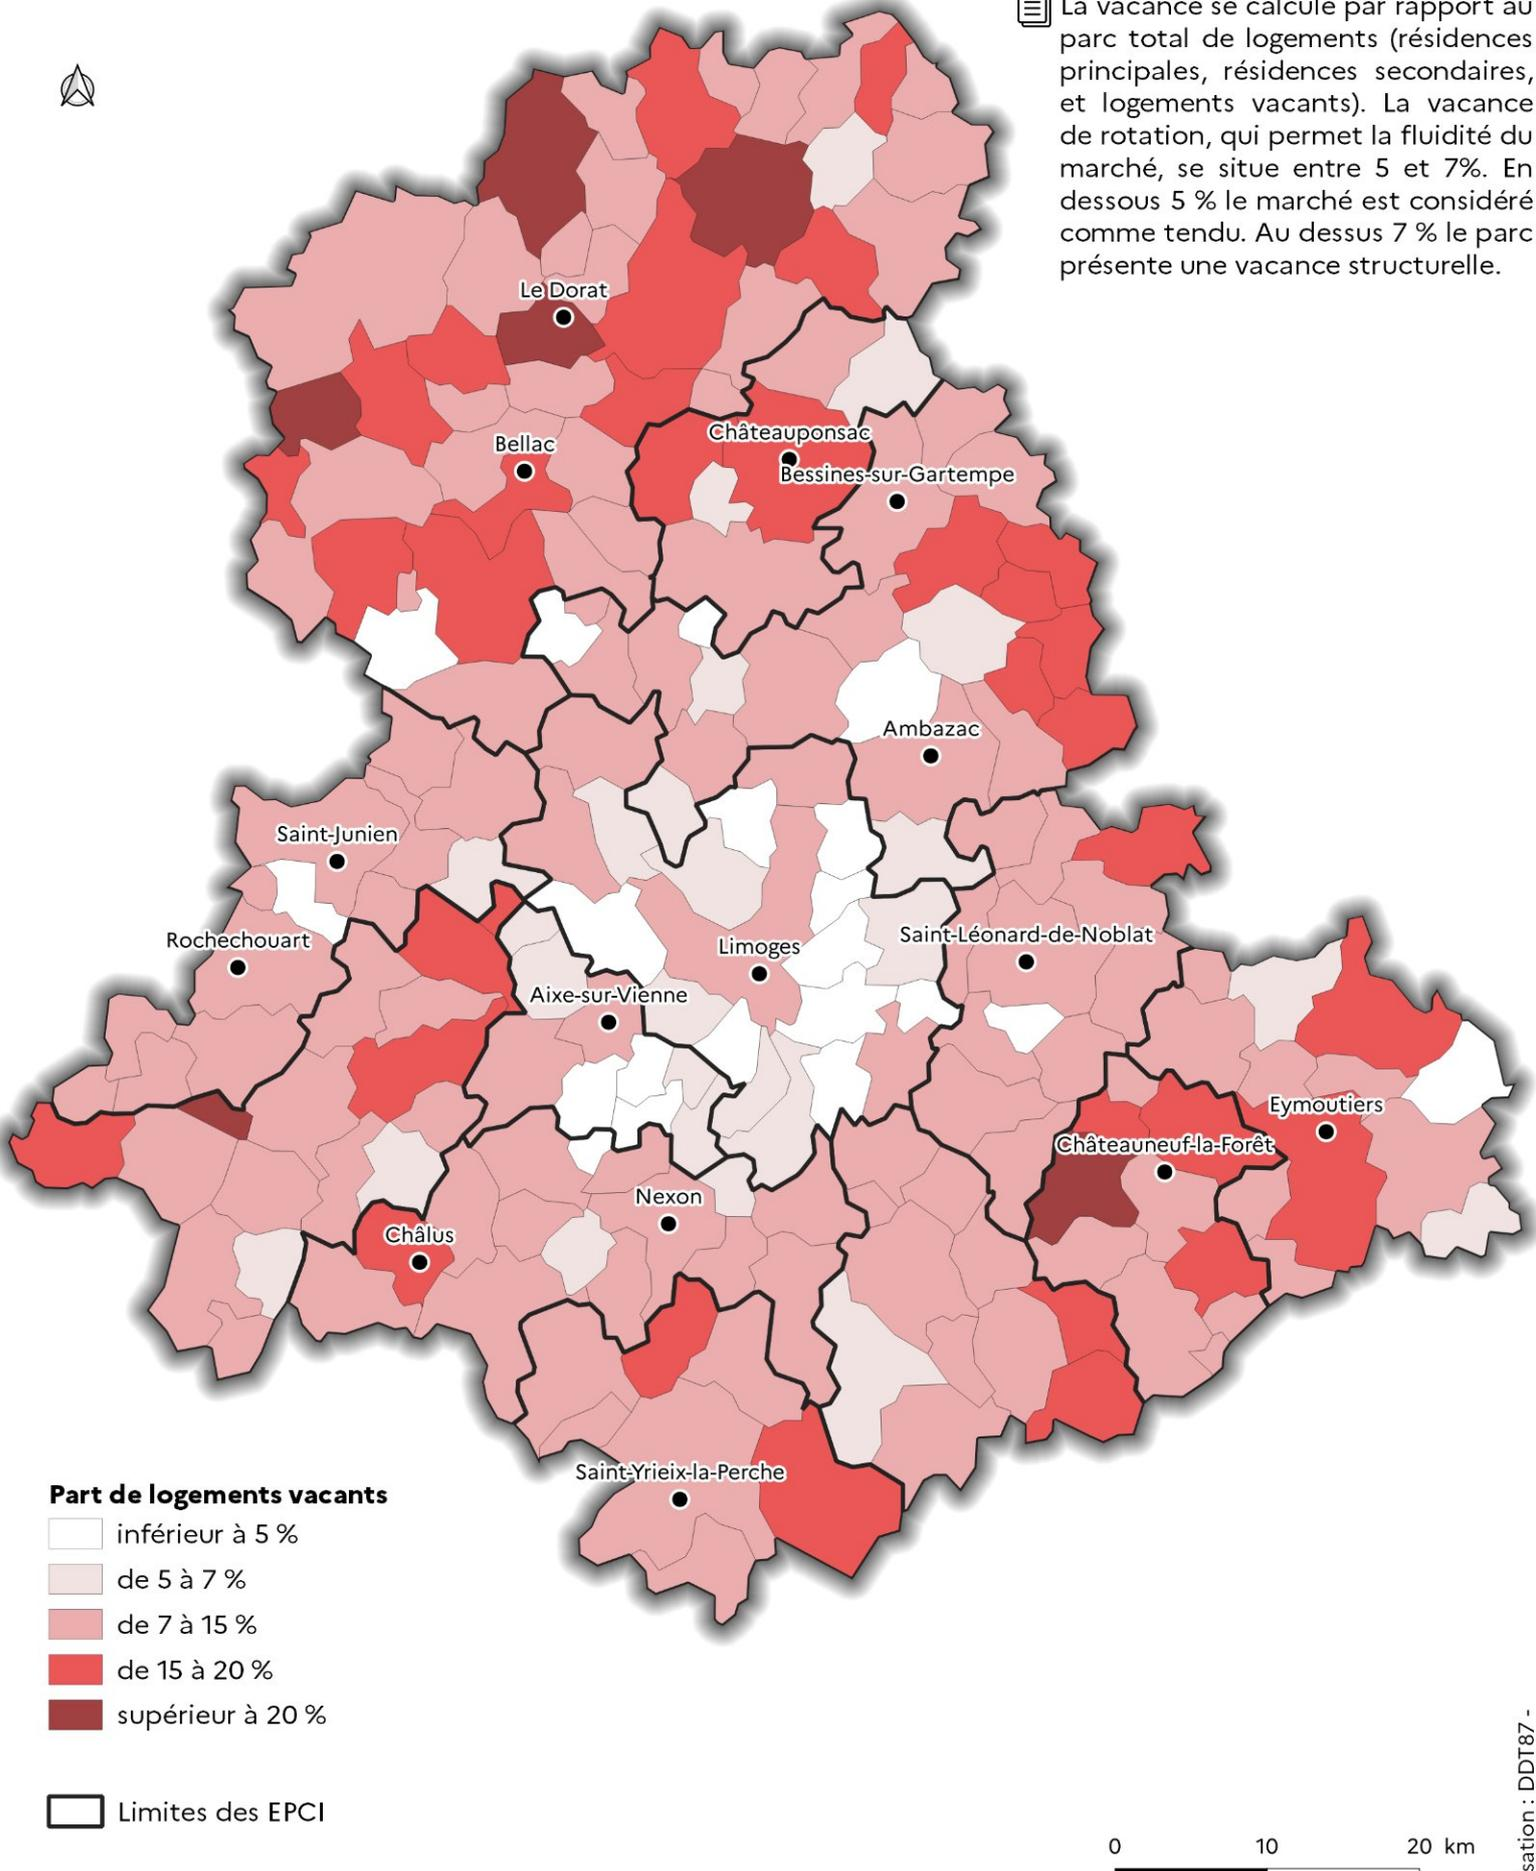 La vacance se calcule par rapport au
parc total de logements (résidences
principales, résidences secondaires,
et logements vacants). La vacance
de rotation, qui permet la fluidité du
marché, se situe entre 5 et 7%. En
dessous 5 % le marché est considéré
comme tendu. Au dessus 7 % le parc
présente une vacance structurelle.
Le Dorat
Châteauponsac
Bellac
Bessines-sur-Gartempe
Ambazac
Saint-Junien
Rochechouart
Limoges
Saint-Léonard-de-Noblat
Aixe-sur-Vienne
Eymoutiers
Châteauneuf-la-Forêt
Nexon
Châlus
Saint-Yrieix-la-Perche
Part de logements vacants
inférieur à 5 %
de 5 à 7 %
de 7 à 15 %
de 15 à 20 %
supérieur à 20 %
Limites des EPCI
0 10 20 km
sation : DDT87 -